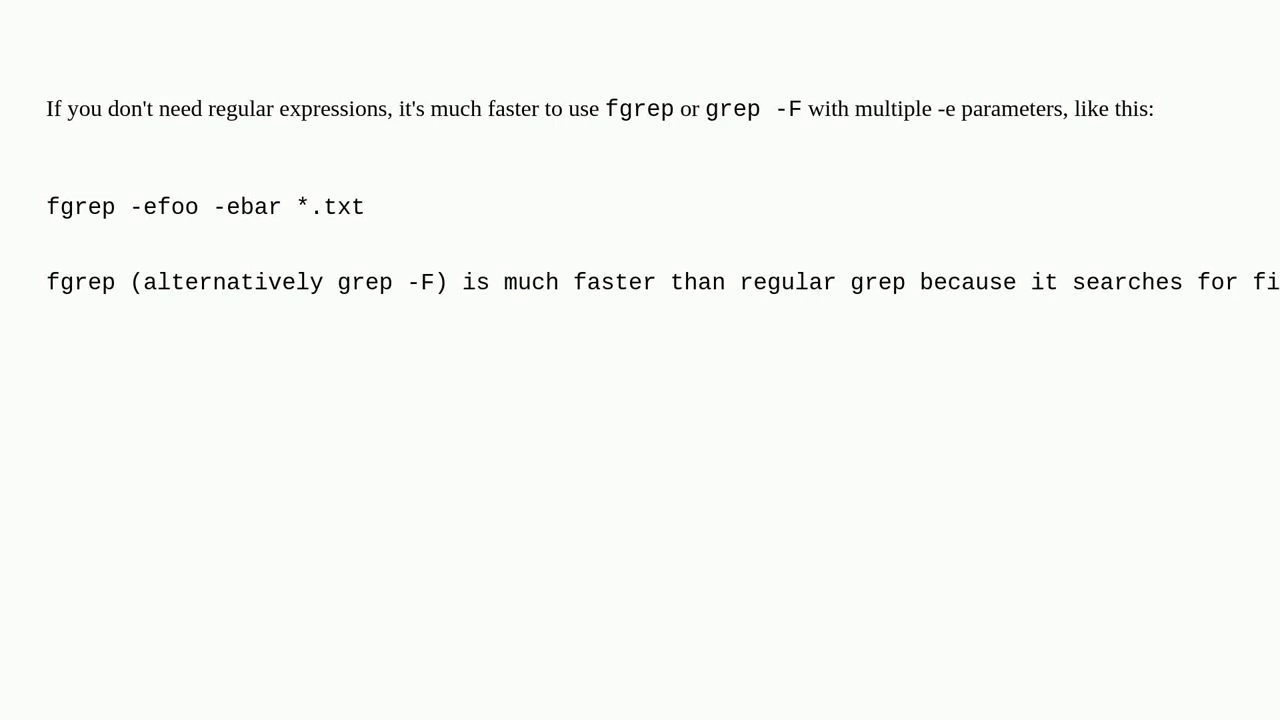 If you don't need regular expressions, it's much faster to use fgrep or grep -F with multiple -e parameters, like this:
fgrep -efoo -ebar *.txt
fgrep (alternatively grep -F) is much faster than regular grep because it searches for